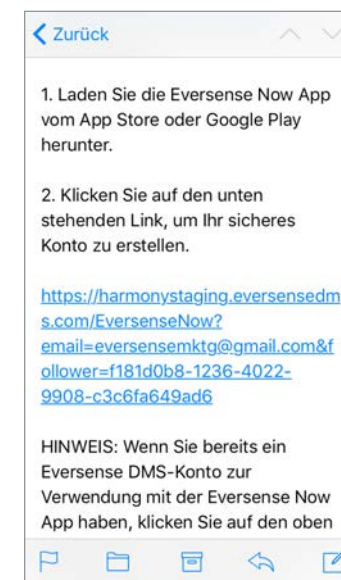 Zurück
1. Laden Sie die Eversense Now App
vom App Store oder Google Play
herunter.
2. Klicken Sie auf den unten
stehenden Link, um Ihr sicheres
Konto zu erstellen.
https://harmonystaging.eversensedm
s.com/EversenseNow?
email=eversensemktg@gmail.com&f
ollower=f181d0b8-1236-4022-
9908-c3c6fa649ad6
HINWEIS: Wenn Sie bereits ein
Eversense DMS-Konto zur
Verwendung mit der Eversense Now
App haben, klicken Sie auf den oben